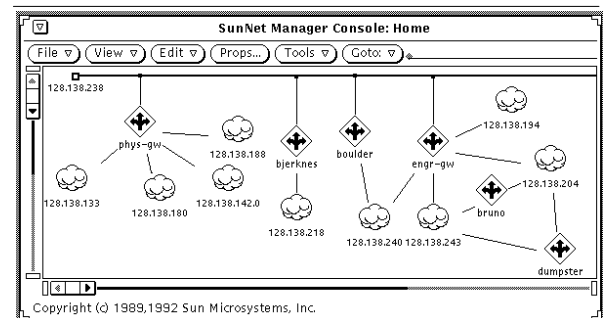 SunNet Manager Console: Home
File View Edit Props... Tools Goto:
128.138.238
128.138.194
phys-gw
128.138.188
bjerknes
boulder
engr-gw
128.138.204
128.138.133
128.138.180
128.138.142.0
128.138.218
bruno
128.138.240
128.138.243
dumpster
Copyright (c) 1989,1992 Sun Microsystems, Inc.